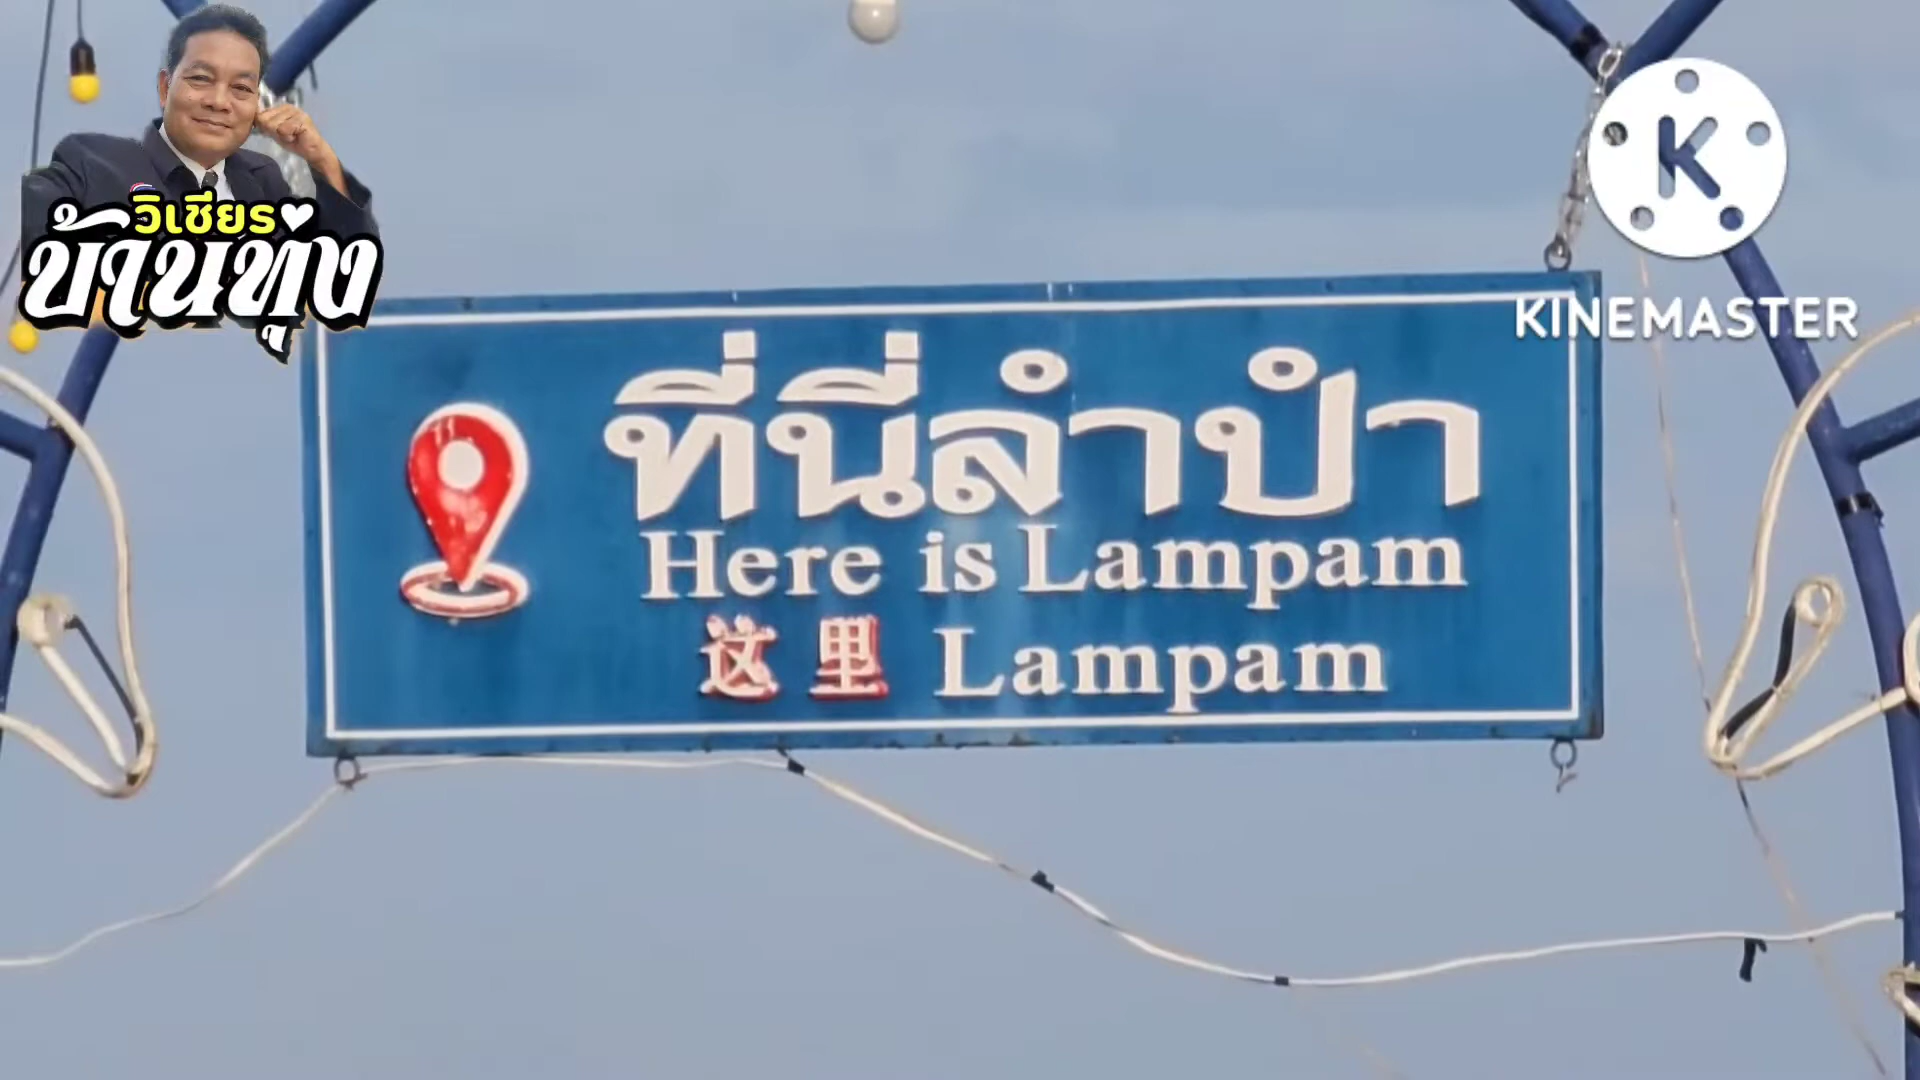 วิเชียร
บ้านทุ่ง
K
KINEMASTER
ที่นี่ลำปำ
Here is Lampam
这里 Lampam